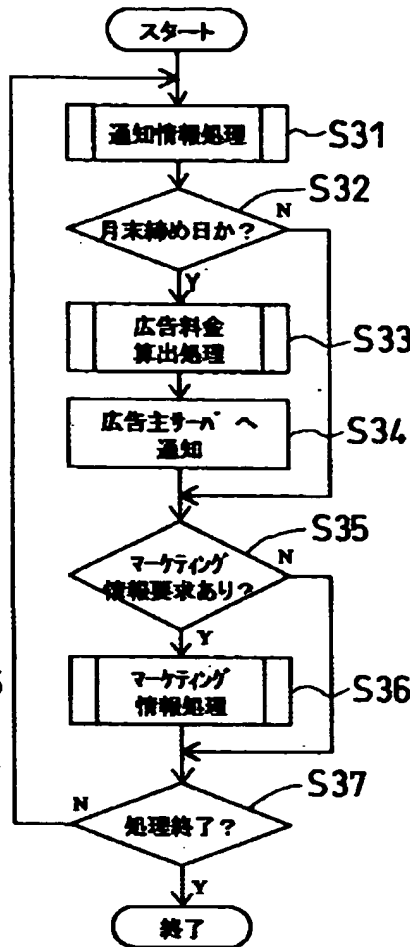 スタート
通知情報処理
S31
S32
月末締め日か?
N
Y
広告料金
算出処理
S33
広告主サーバへ
通知
S34
S35
マーケティング
情報要求あり?
N
Y
マーケティング
情報処理
S36
S37
処理終了?
N
Y
終了